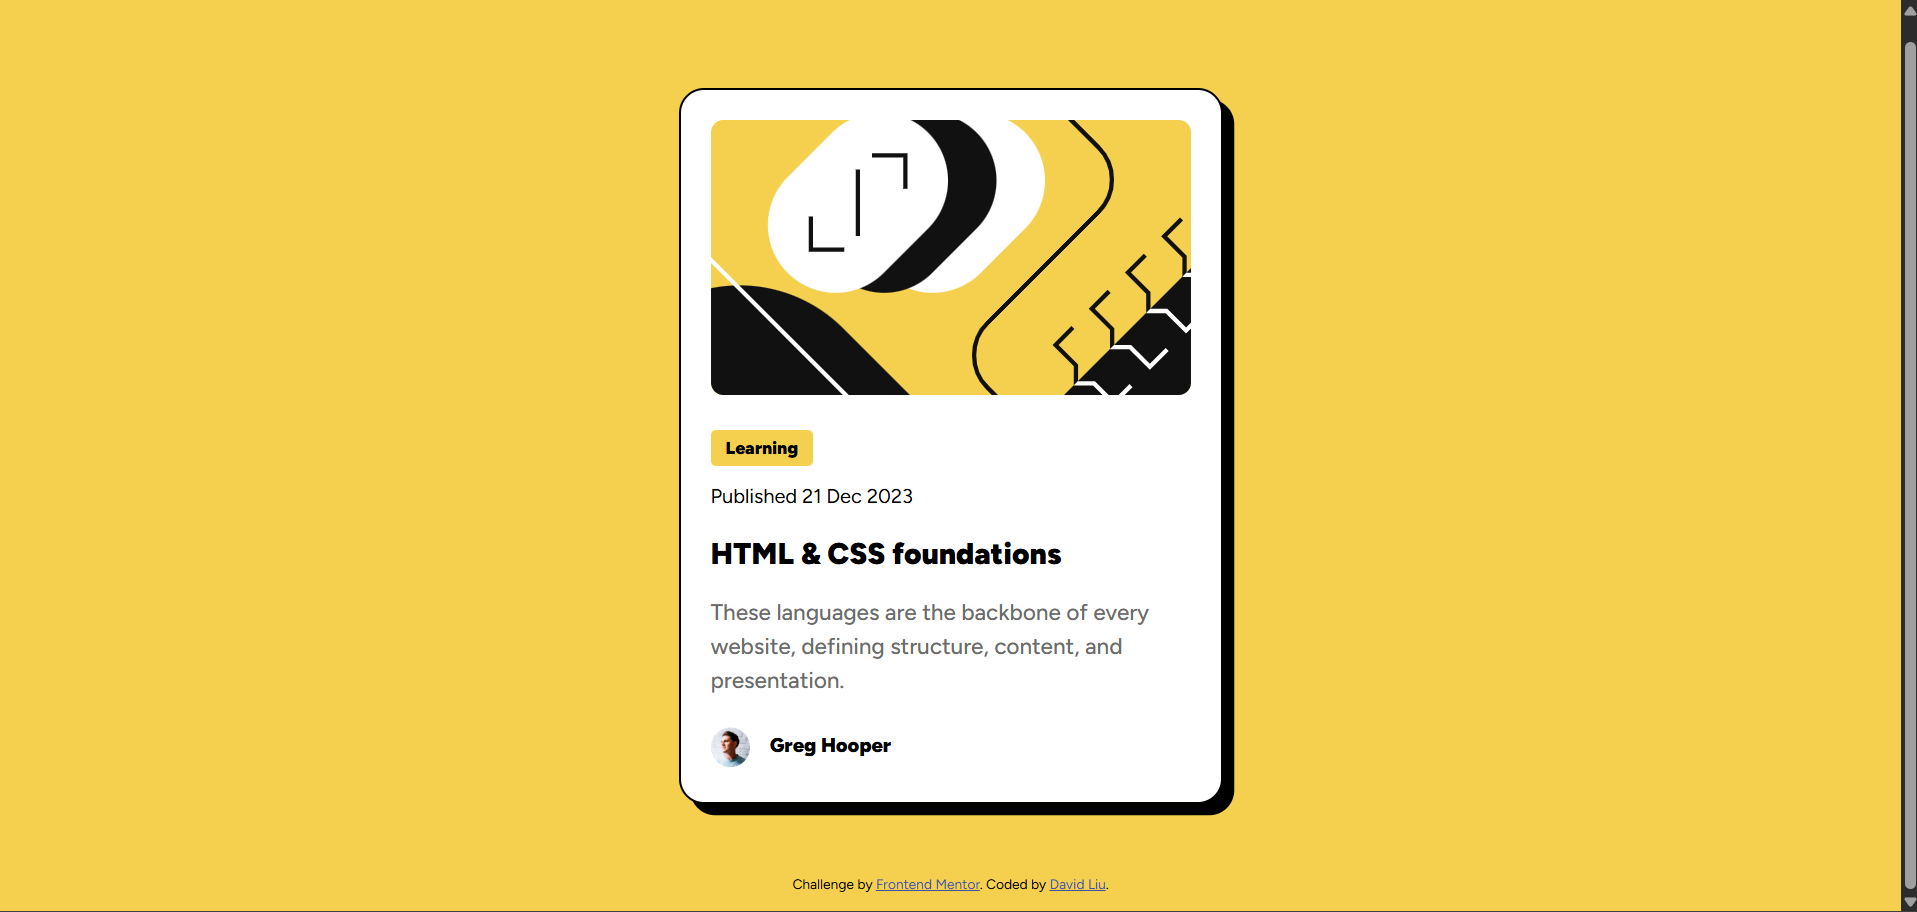 Learning
Published 21 Dec 2023
HTML & CSS foundations
These languages are the backbone of every
website, defining structure, content, and
presentation.
Greg Hooper
Challenge by Frontend Mentor. Coded by David Liu.